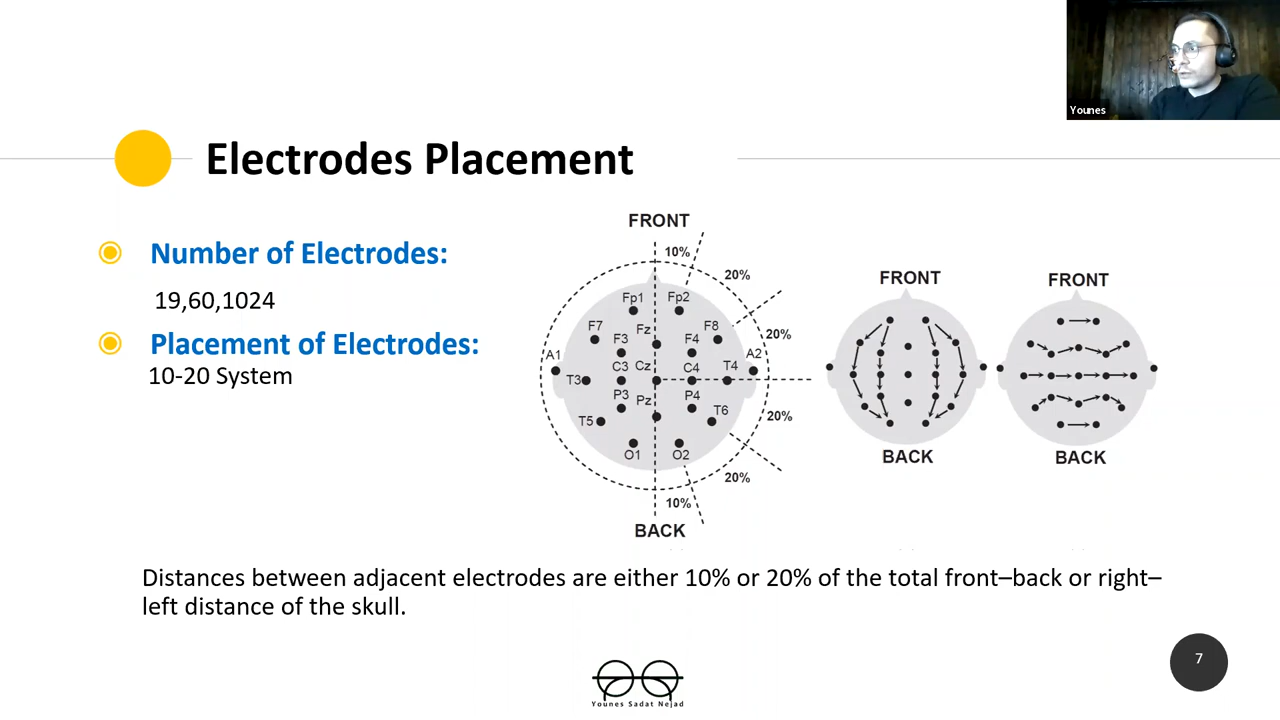 Younes
Electrodes Placement
Number of Electrodes:
19,60,1024
Placement of Electrodes:
10-20 System
FRONT
10%
20%
Fp1 Fp2
F7 Fz F8
F3 F4
20%
A1 A2
C3 Cz C4
T3 T4
P3 Pz P4
T5 T6
20%
O1 O2
20%
10%
BACK
FRONT
BACK
FRONT
BACK
Distances between adjacent electrodes are either 10% or 20% of the total front–back or right–
left distance of the skull.
Younes Sadat Nejad
7